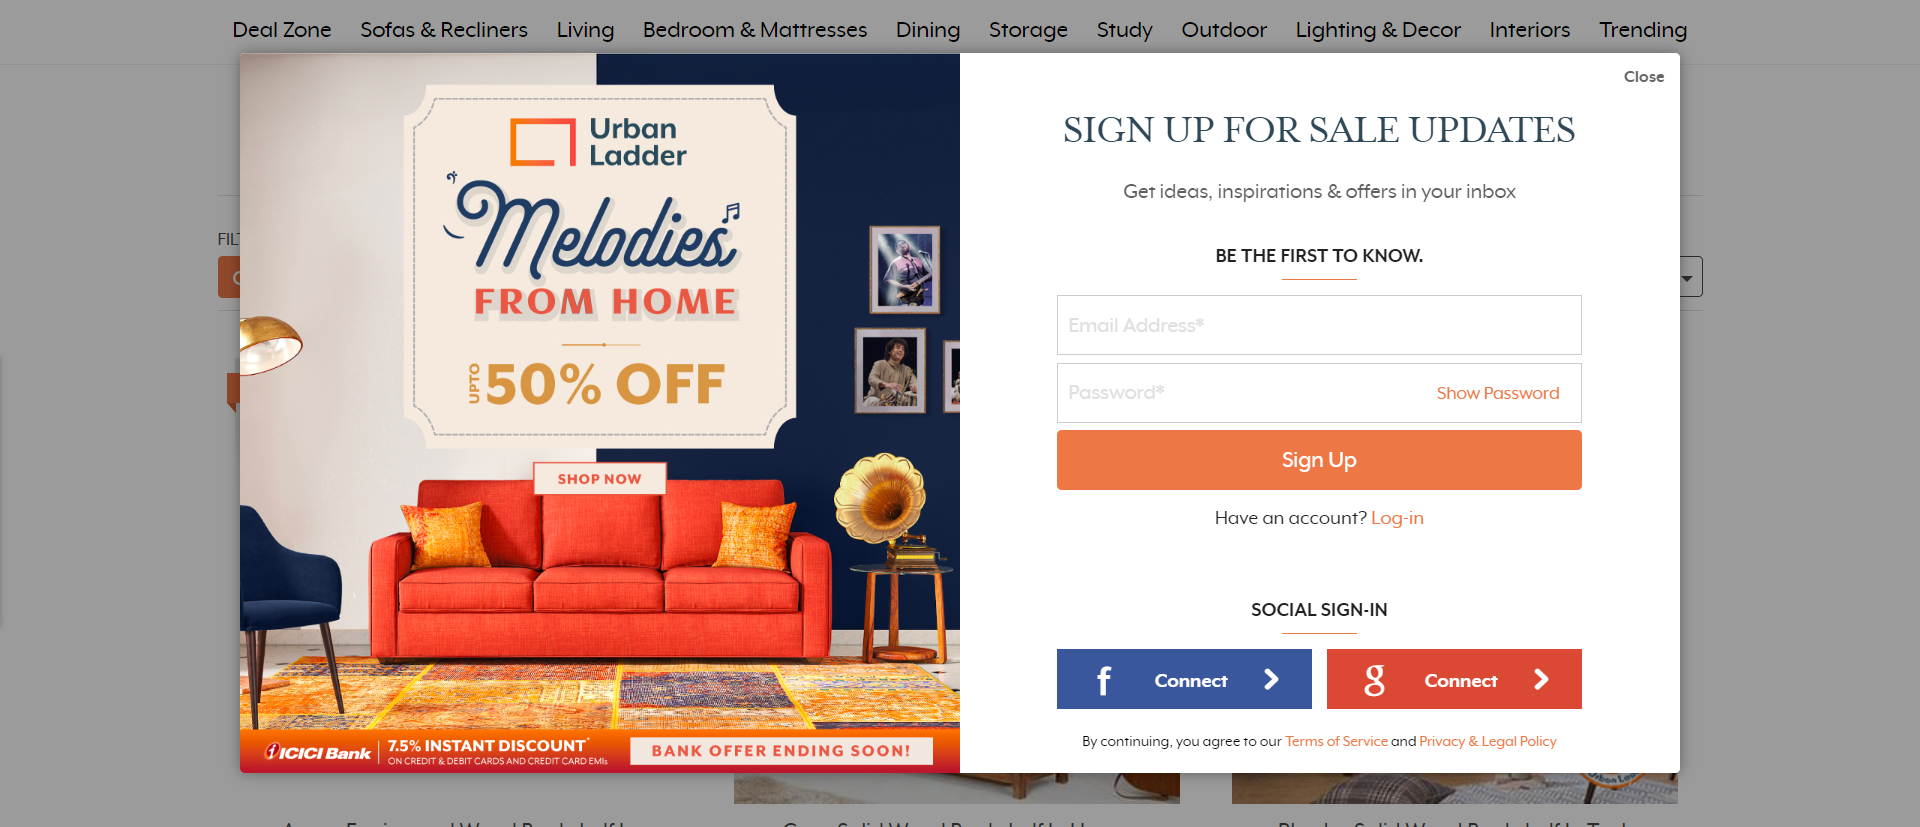 Deal Zone Sofas & Recliners Living Bedroom & Mattresses Dining Storage Study Outdoor Lighting & Decor Interiors Trending
Close
Urban
Ladder
Melodies
FROM HOME
UPTO 50% OFF
SHOP NOW
ICICI Bank
7.5% INSTANT DISCOUNT*
ON CREDIT & DEBIT CARDS AND CREDIT CARD EMIs
BANK OFFER ENDING SOON!
SIGN UP FOR SALE UPDATES
Get ideas, inspirations & offers in your inbox
BE THE FIRST TO KNOW.
Email Address*
Password* Show Password
Sign Up
Have an account? Log-in
SOCIAL SIGN-IN
f Connect
g Connect
By continuing, you agree to our Terms of Service and Privacy & Legal Policy